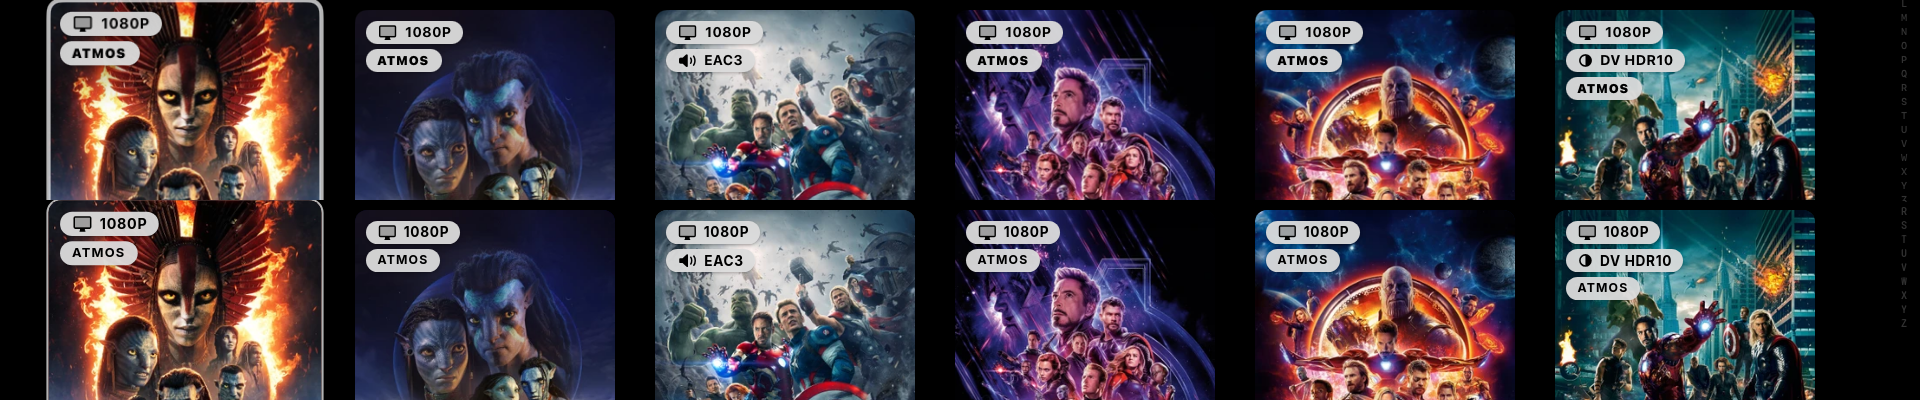 1080P
ATMOS
1080P
ATMOS
1080P
EAC3
1080P
ATMOS
1080P
ATMOS
1080P
DV HDR10
ATMOS
L
M
N
O
P
Q
R
S
T
U
V
W
X
Y
Z
1080P
ATMOS
1080P
ATMOS
1080P
EAC3
1080P
ATMOS
1080P
ATMOS
1080P
DV HDR10
ATMOS
R
S
T
U
V
W
X
Y
Z